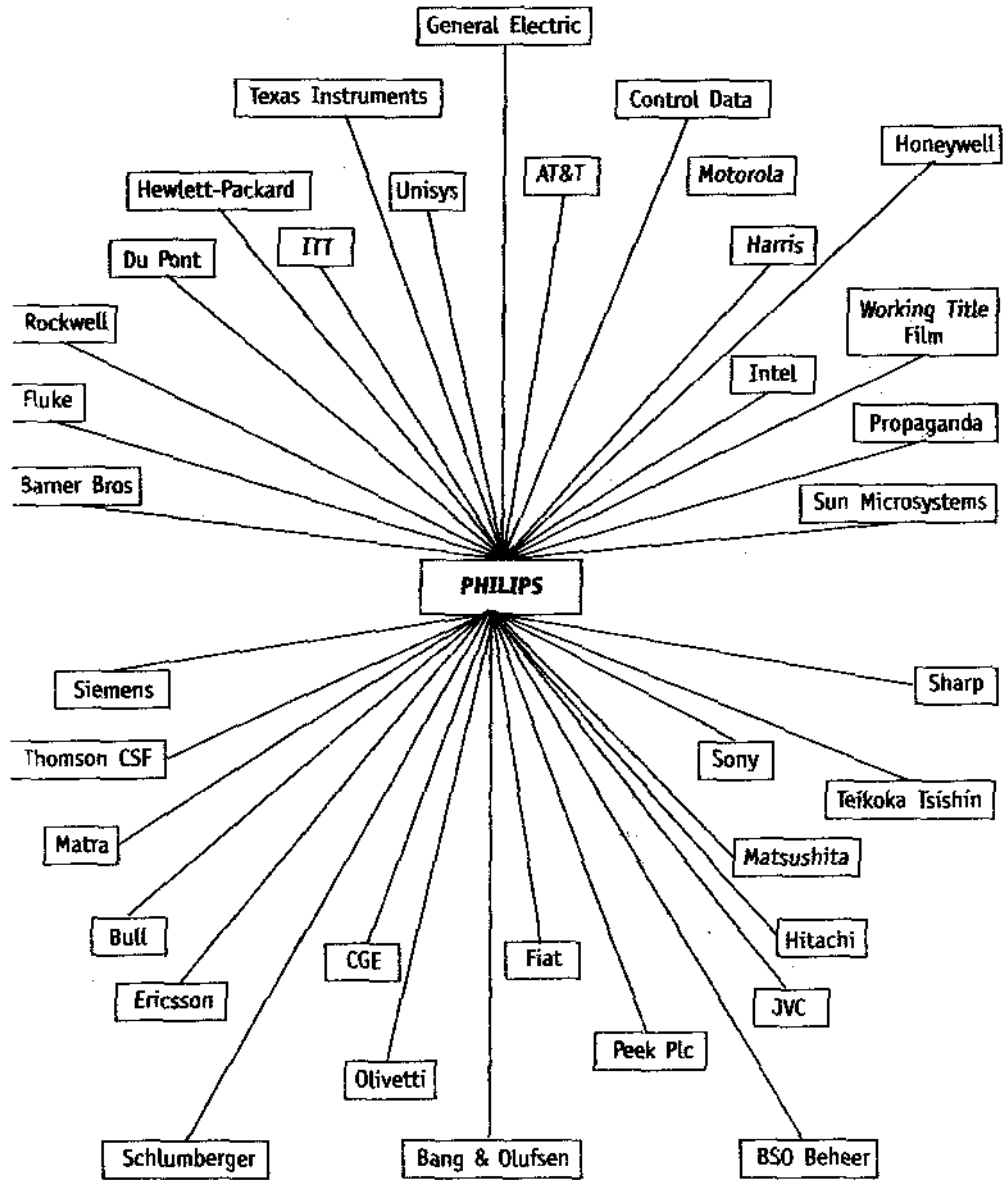 General Electric
Texas Instruments
Control Data
Honeywell
Hewlett-Packard
Unisys
AT&T
Motorola
Du Pont
ITT
Harris
Rockwell
Working Title
Film
Intel
Fluke
Propaganda
Barner Bros
Sun Microsystems
PHILIPS
Siemens
Sharp
Thomson CSF
Sony
Teikoka Tsishin
Matra
Matsushita
Bull
CGE
Fiat
Hitachi
Ericsson
JVC
Peek Plc
Olivetti
Schlumberger
Bang & Olufsen
BSO Beheer